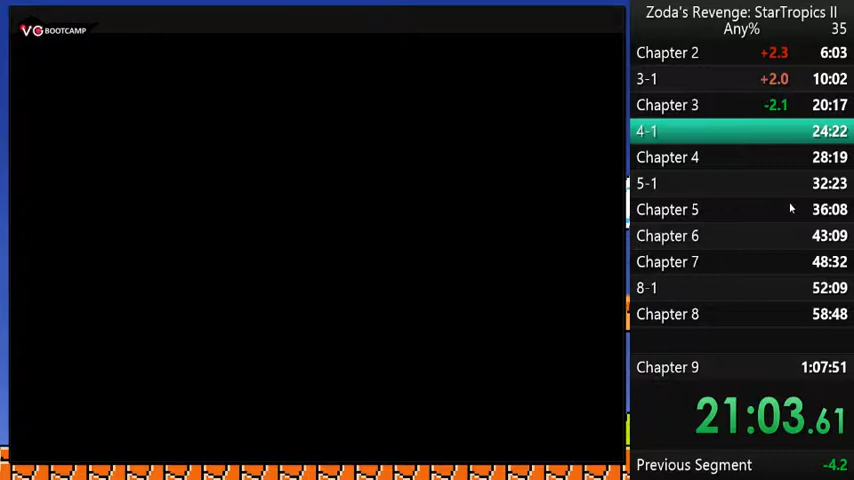 VGBOOTCAMP
Zoda's Revenge: StarTropics II
Any% 35
Chapter 2 +2.3 6:03
3-1 +2.0 10:02
Chapter 3 -2.1 20:17
4-1 24:22
Chapter 4 28:19
5-1 32:23
Chapter 5 36:08
Chapter 6 43:09
Chapter 7 48:32
8-1 52:09
Chapter 8 58:48
Chapter 9 1:07:51
21:03.61
Previous Segment -4.2